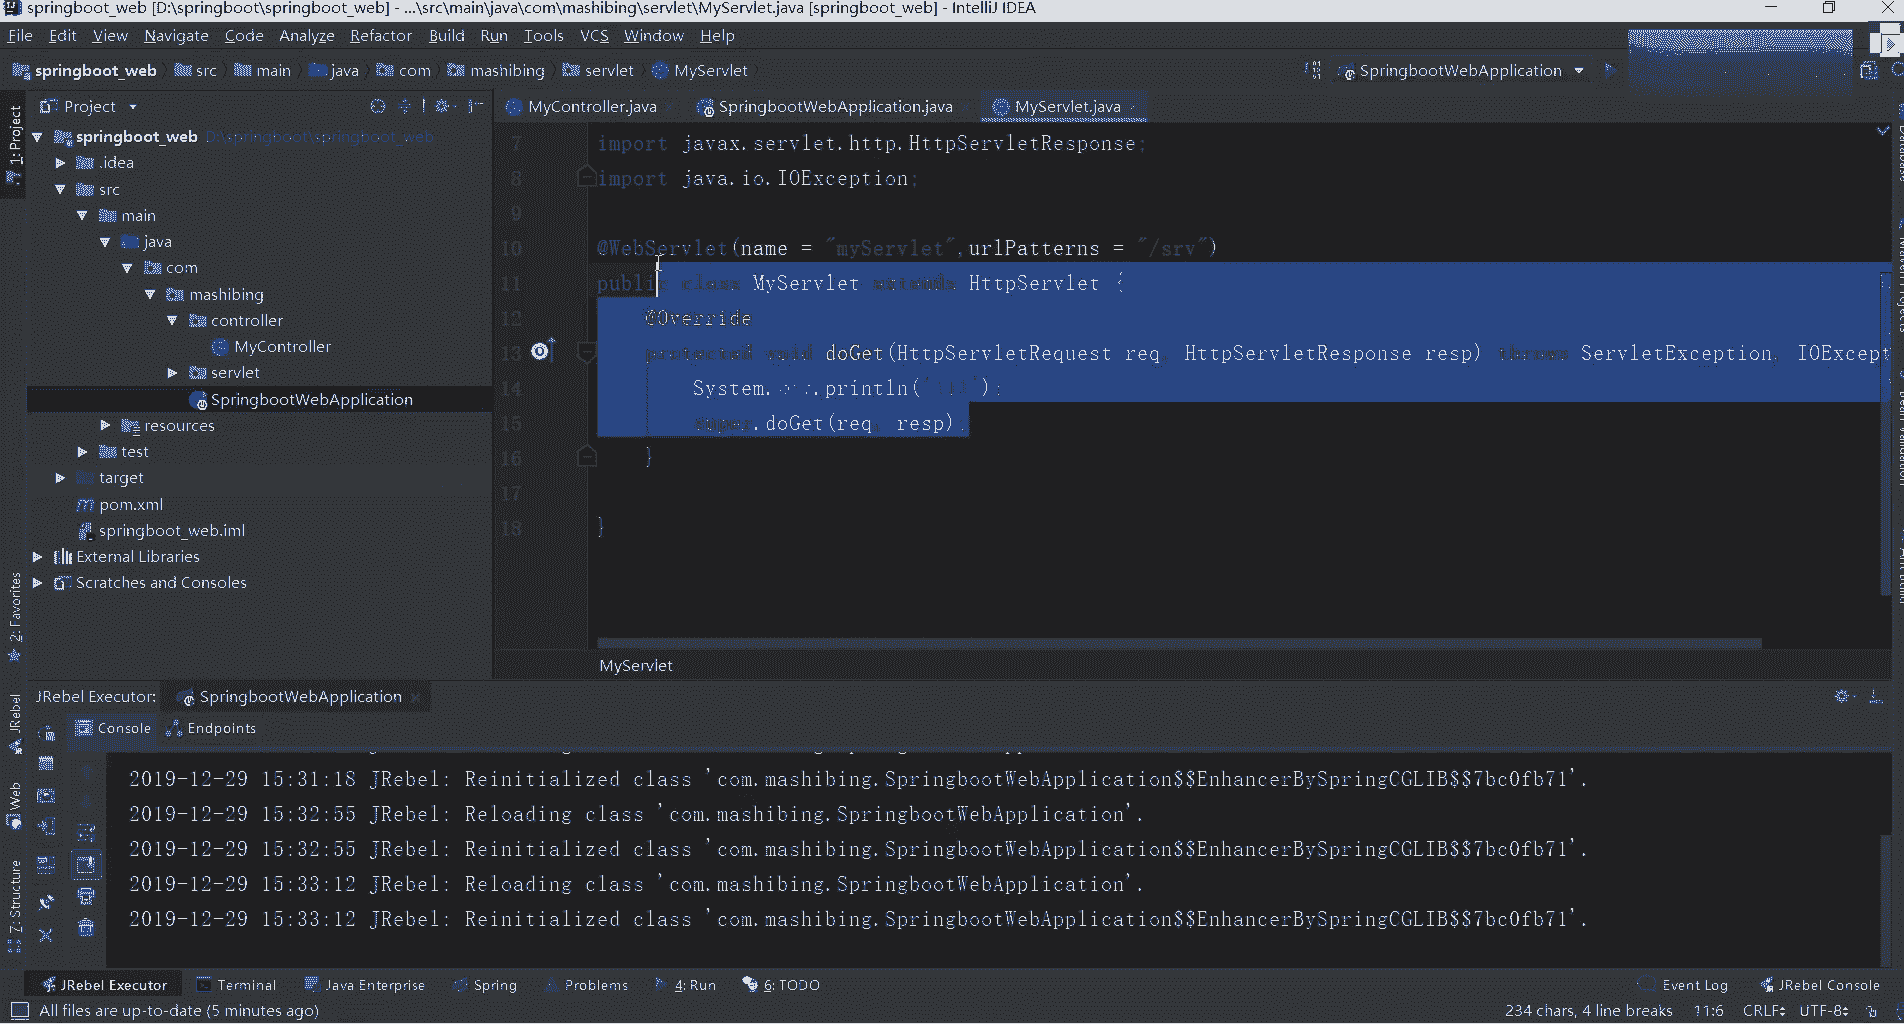 springboot_web [D:\springboot\springboot_web] - ...\src\main\java\com\mashibing\servlet\MyServlet.java [springboot_web] - IntelliJ IDEA
File Edit View Navigate Code Analyze Refactor Build Run Tools VCS Window Help
springboot_web src main java com mashibing servlet MyServlet SpringbootWebApplication
Project MyController.java SpringbootWebApplication.java MyServlet.java
1: Project
springboot_web D:\springboot\springboot_web
.idea
src
main
java
com
mashibing
controller
MyController
servlet
SpringbootWebApplication
resources
test
target
pom.xml
springboot_web.iml
External Libraries
Scratches and Consoles
7 import javax.servlet.http.HttpServletResponse;
8 import java.io.IOException;
9
10 @WebServlet(name = "myServlet",urlPatterns = "/srv")
11 public class MyServlet extends HttpServlet {
12 @Override
13 protected void doGet(HttpServletRequest req, HttpServletResponse resp) throws ServletException, IOExcept
14 System.out.println(");
15 super.doGet(req, resp);
16 }
17
18 }
MyServlet
2: Favorites
JRebel
Web
Z: Structure
JRebel Executor: SpringbootWebApplication
Console Endpoints
2019-12-29 15:31:18 JRebel: Reinitialized class 'com.mashibing.SpringbootWebApplication$$EnhancerBySpringCGLIB$$7bc0fb71'.
2019-12-29 15:32:55 JRebel: Reloading class 'com.mashibing.SpringbootWebApplication'.
2019-12-29 15:32:55 JRebel: Reinitialized class 'com.mashibing.SpringbootWebApplication$$EnhancerBySpringCGLIB$$7bc0fb71'.
2019-12-29 15:33:12 JRebel: Reloading class 'com.mashibing.SpringbootWebApplication'.
2019-12-29 15:33:12 JRebel: Reinitialized class 'com.mashibing.SpringbootWebApplication$$EnhancerBySpringCGLIB$$7bc0fb71'.
JRebel Executor Terminal Java Enterprise Spring Problems 4: Run 6: TODO Event Log JRebel Console
All files are up-to-date (5 minutes ago) 234 chars, 4 line breaks 11:6 CRLF UTF-8